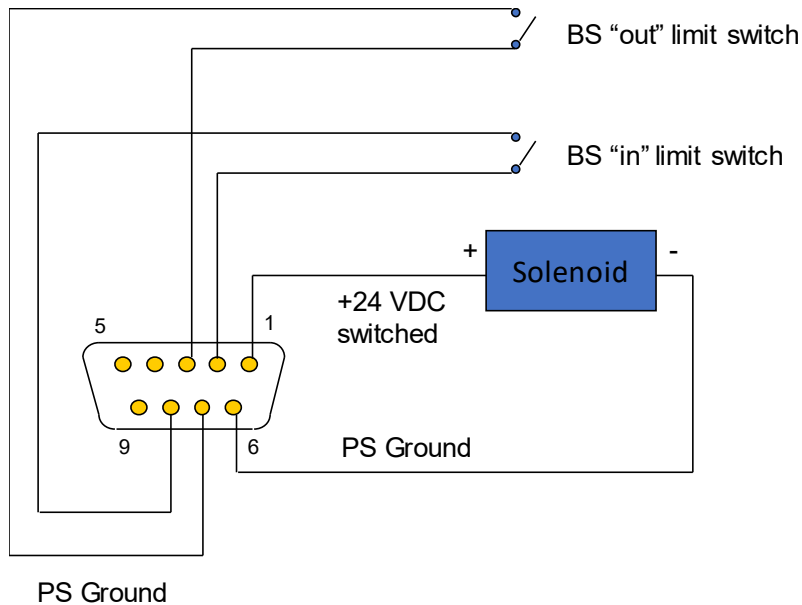 BS “out” limit switch
BS “in” limit switch
+ -
Solenoid
+24 VDC
switched
5 1
9 6
PS Ground
PS Ground